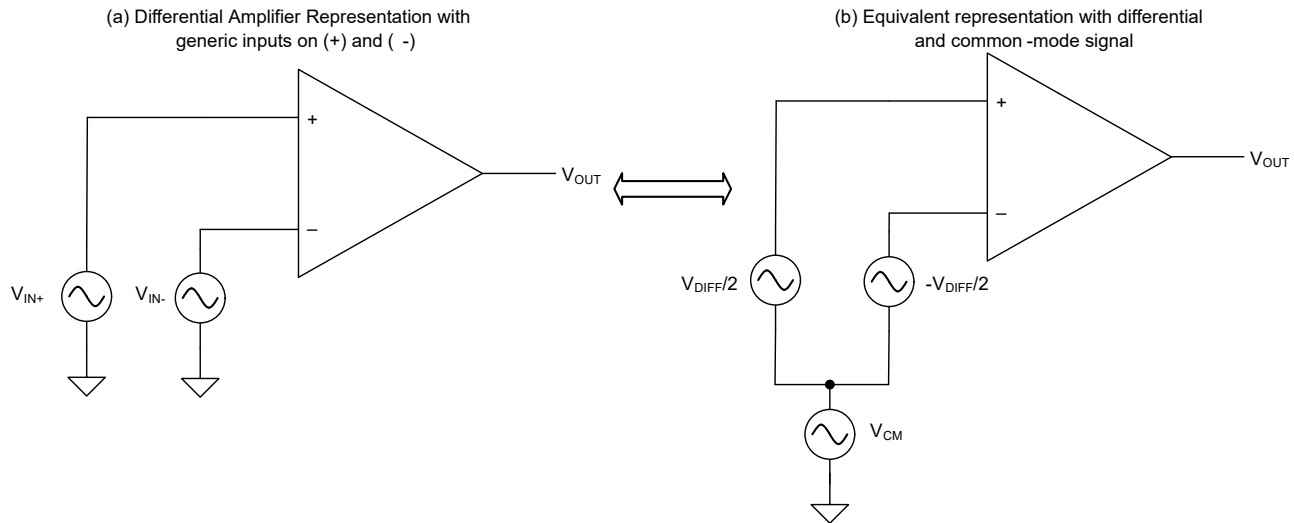 (a) Differential Amplifier Representation with
generic inputs on (+) and ( -)
(b) Equivalent representation with differential
and common -mode signal
+
–
VOUT
VIN+
VIN-
+
–
VOUT
VDIFF/2
-VDIFF/2
VCM